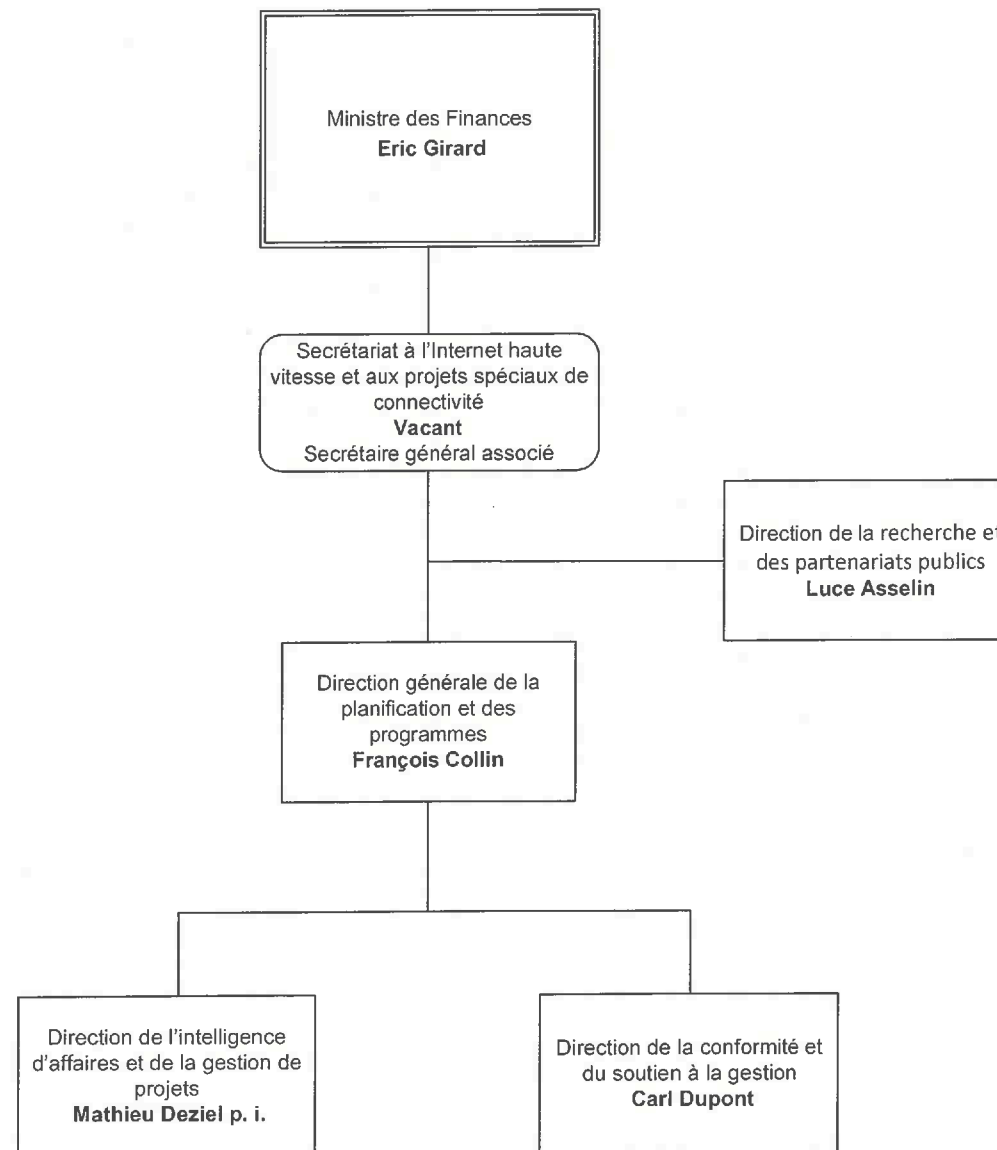 Ministre des Finances
Eric Girard
Secrétariat à l'Internet haute
vitesse et aux projets spéciaux de
connectivité
Vacant
Secrétaire général associé
Direction de la recherche et
des partenariats publics
Luce Asselin
Direction générale de la
planification et des
programmes
François Collin
Direction de l'intelligence
d'affaires et de la gestion de
projets
Mathieu Deziel p. i.
Direction de la conformité et
du soutien à la gestion
Carl Dupont